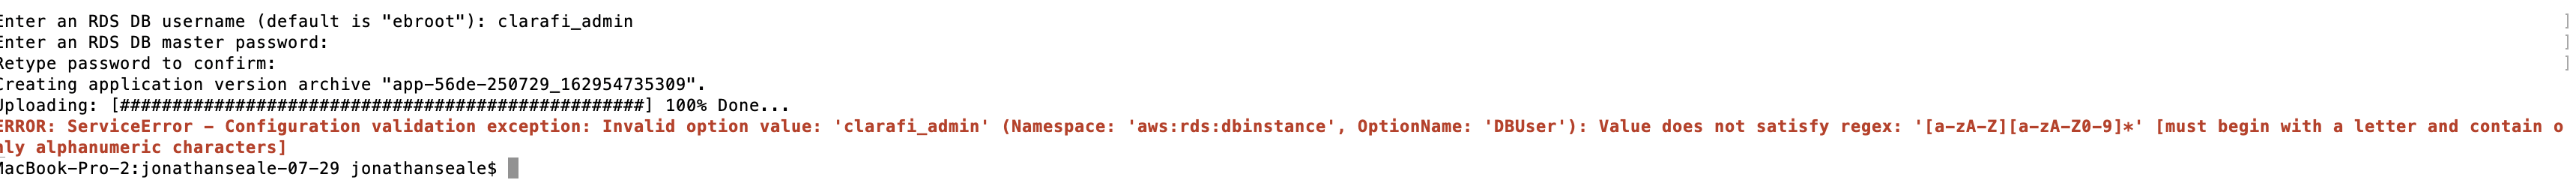 Enter an RDS DB username (default is "ebroot"): clarafi_admin ]
Enter an RDS DB master password: ]
Retype password to confirm: ]
Creating application version archive "app-56de-250729_162954735309".
Uploading: [##################################################] 100% Done...
ERROR: ServiceError - Configuration validation exception: Invalid option value: 'clarafi_admin' (Namespace: 'aws:rds:dbinstance', OptionName: 'DBUser'): Value does not satisfy regex: '[a-zA-Z][a-zA-Z0-9]*' [must begin with a letter and contain o
nly alphanumeric characters]
MacBook-Pro-2:jonathanseale-07-29 jonathanseale$